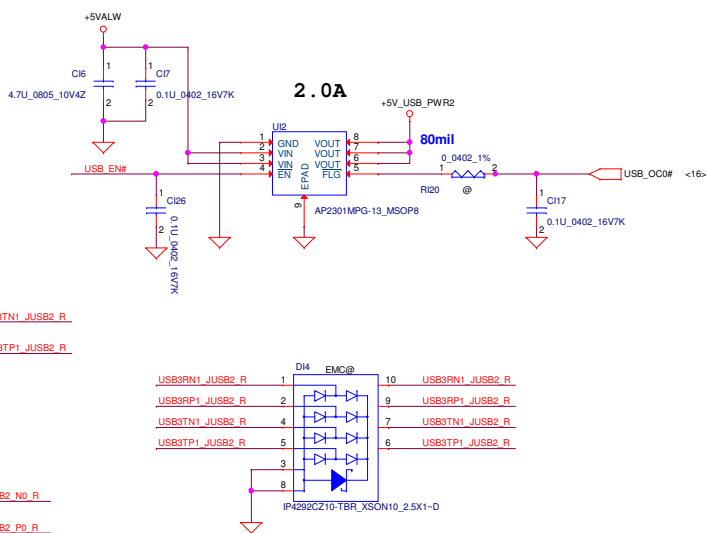 +5VALW
CI6
1
CI7
1
4.7U_0805_10V4Z
2
2
0.1U_0402_16V7K
2.0A
+5V_USB_PWR2
UI2
80mil
1 GND VOUT 8
2 VIN VOUT 7
3 VIN VOUT 6
4 EN FLG 5
EPAD
9
USB_EN#
AP2301MPG-13_MSOP8
0_0402_1%
1 2
RI20
@
USB_OC0# <16>
1
CI26
2
0.1U_0402_16V7K
1
CI17
2
0.1U_0402_16V7K
TN1_JUSB2_R
TP1_JUSB2_R
DI4
EMC@
USB3RN1_JUSB2_R 1 10 USB3RN1_JUSB2_R
USB3RP1_JUSB2_R 2 9 USB3RP1_JUSB2_R
USB3TN1_JUSB2_R 4 7 USB3TN1_JUSB2_R
USB3TP1_JUSB2_R 5 6 USB3TP1_JUSB2_R
3
8
IP4292CZ10-TBR_XSON10_2.5X1~D
B2_N0_R
B2_P0_R